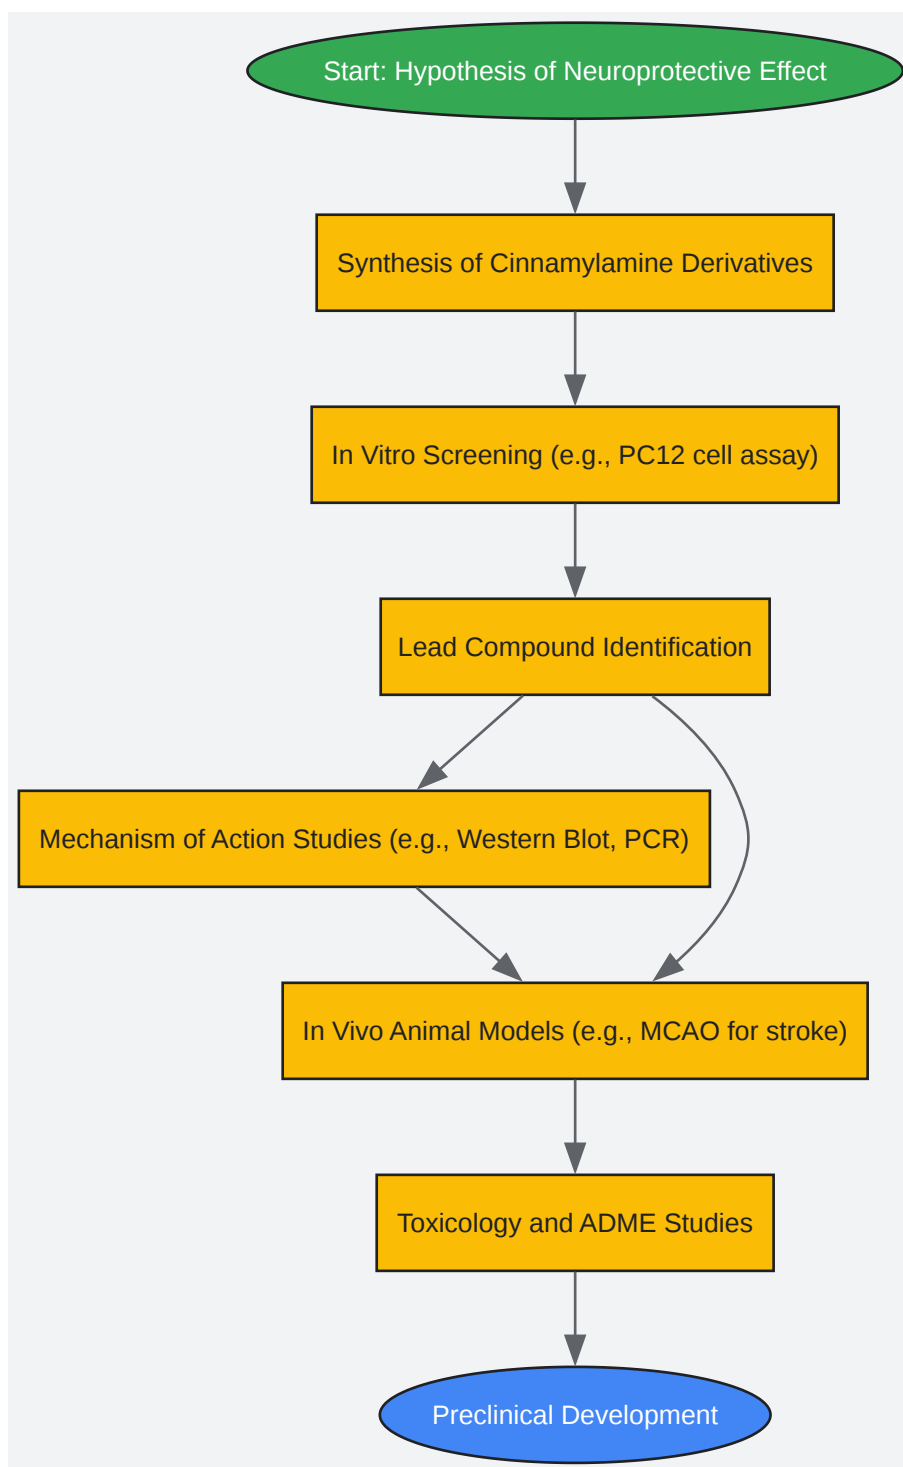 Start: Hypothesis of Neuroprotective Effect
Synthesis of Cinnamylamine Derivatives
In Vitro Screening (e.g., PC12 cell assay)
Lead Compound Identification
Mechanism of Action Studies (e.g., Western Blot, PCR)
In Vivo Animal Models (e.g., MCAO for stroke)
Toxicology and ADME Studies
Preclinical Development